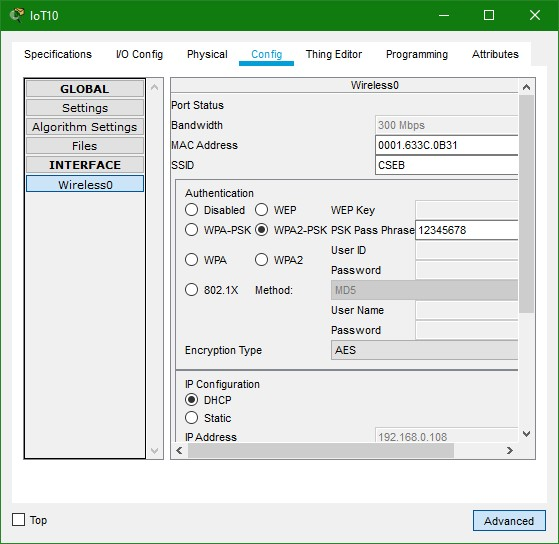 IoT10
Specifications I/O Config Physical Config Thing Editor Programming Attributes
GLOBAL
Settings
Algorithm Settings
Files
INTERFACE
Wireless0
Wireless0
Port Status
Bandwidth 300 Mbps
MAC Address 0001.633C.0B31
SSID CSEB
Authentication
Disabled WEP WEP Key
WPA-PSK WPA2-PSK PSK Pass Phrase 12345678
User ID
WPA WPA2 Password
802.1X Method: MD5
User Name
Password
Encryption Type AES
IP Configuration
DHCP
Static
IP Address 192.168.0.108
Top Advanced